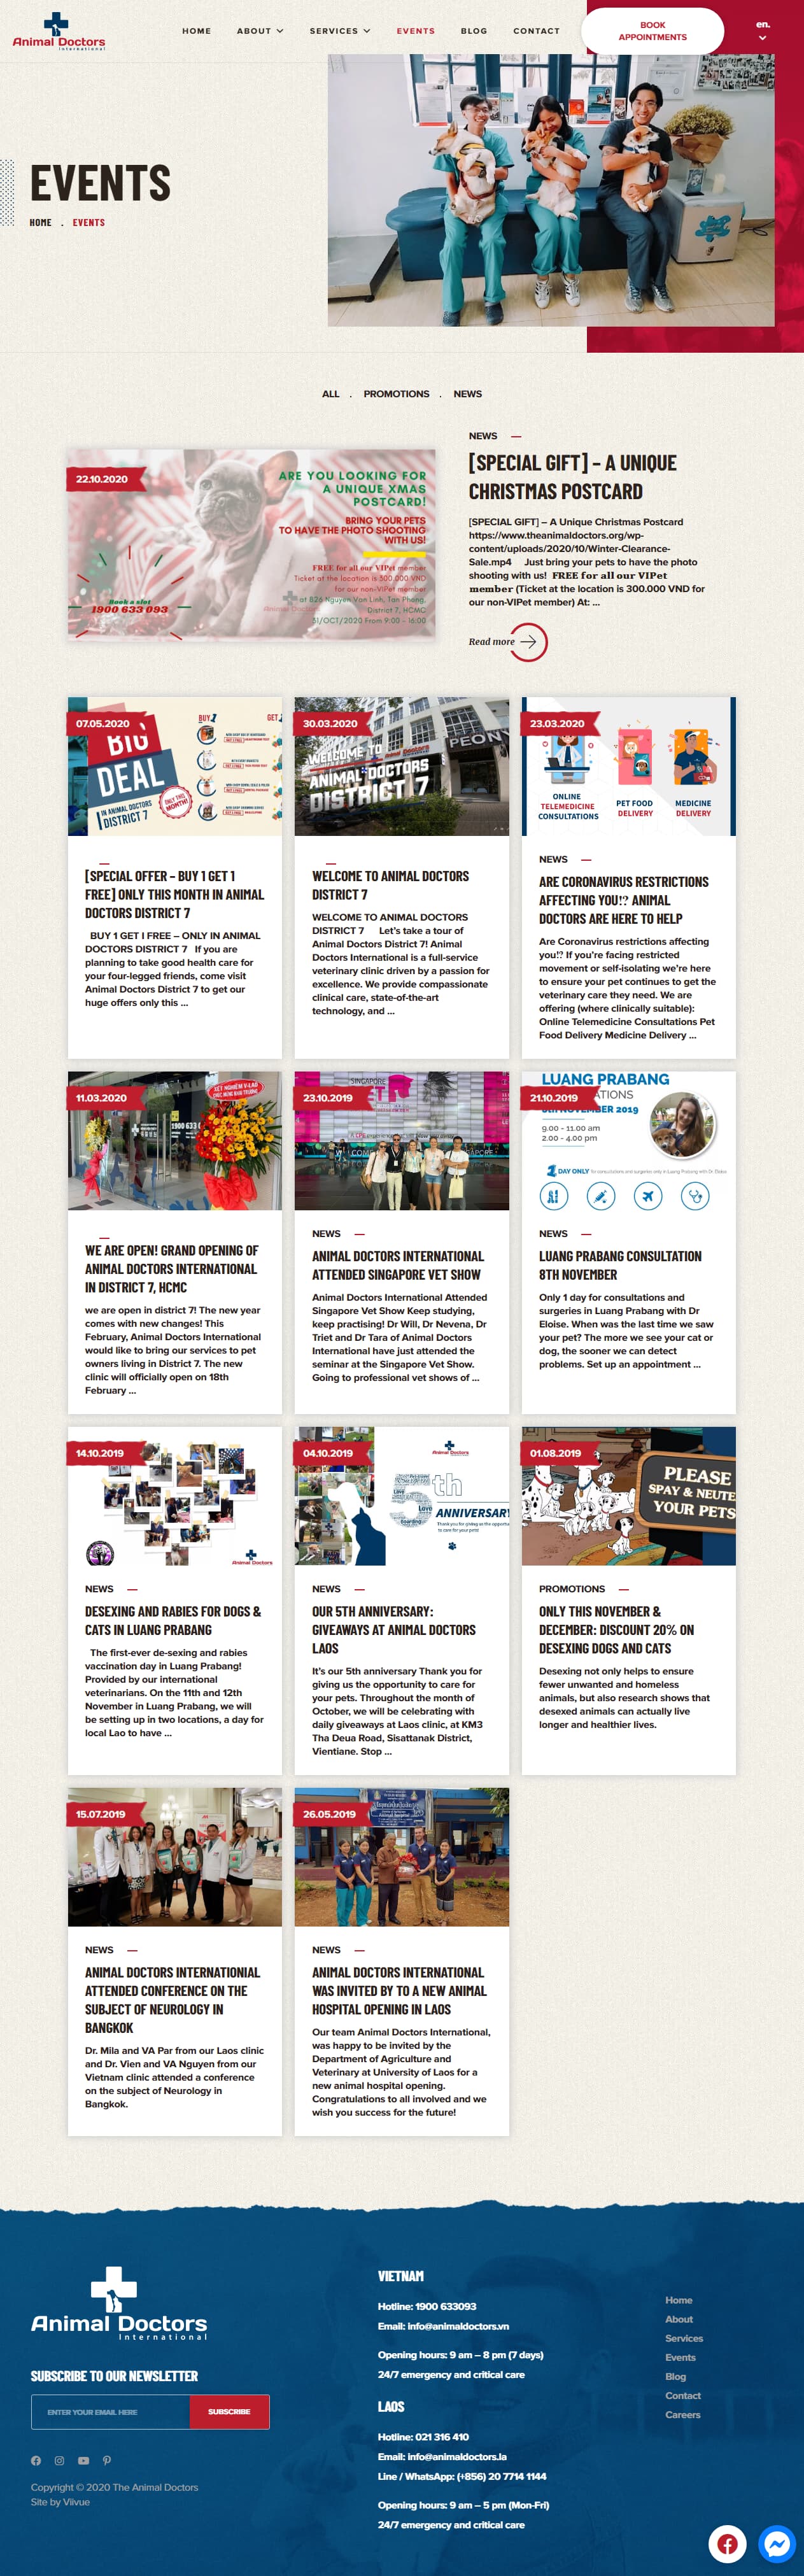 Animal Doctors
International
HOME
ABOUT
SERVICES
EVENTS
BLOG
CONTACT
BOOK
APPOINTMENTS
en.
EVENTS
HOME . EVENTS
ALL . PROMOTIONS . NEWS
22.10.2020
ARE YOU LOOKING FOR
A UNIQUE XMAS
POSTCARD!
BRING YOUR PETS
TO HAVE THE PHOTO SHOOTING
WITH US!
FREE for all our VIPet member
Ticket at the location is 300.000 VND
for our non-VIPet member
at 826 Nguyen Van Linh, Tan Phong,
District 7, HCMC
31/OCT/2020 From 9:00 - 16:00
Book a slot
1900 633 093
NEWS
[SPECIAL GIFT] – A UNIQUE
CHRISTMAS POSTCARD
[SPECIAL GIFT] – A Unique Christmas Postcard
https://www.theanimaldoctors.org/wp-
content/uploads/2020/10/Winter-Clearance-
Sale.mp4 Just bring your pets to have the photo
shooting with us! FREE for all our VIPet
member (Ticket at the location is 300.000 VND for
our non-VIPet member) At: ...
Read more
07.05.2020
BIG
DEAL
IN ANIMAL DOCTORS
DISTRICT 7
ONLY THIS
MONTH!
BUY 1
GET
[SPECIAL OFFER – BUY 1 GET 1
FREE] ONLY THIS MONTH IN ANIMAL
DOCTORS DISTRICT 7
BUY 1 GET I FREE – ONLY IN ANIMAL
DOCTORS DISTRICT 7 If you are
planning to take good health care for
your four-legged friends, come visit
Animal Doctors District 7 to get our
huge offers only this ...
30.03.2020
WELCOME TO
ANIMAL DOCTORS
DISTRICT 7
PEONY
WELCOME TO ANIMAL DOCTORS
DISTRICT 7
WELCOME TO ANIMAL DOCTORS
DISTRICT 7 Let's take a tour of
Animal Doctors District 7! Animal
Doctors International is a full-service
veterinary clinic driven by a passion for
excellence. We provide compassionate
clinical care, state-of-the-art
technology, and ...
23.03.2020
ONLINE
TELEMEDICINE
CONSULTATIONS
PET FOOD
DELIVERY
MEDICINE
DELIVERY
NEWS
ARE CORONAVIRUS RESTRICTIONS
AFFECTING YOU!? ANIMAL
DOCTORS ARE HERE TO HELP
Are Coronavirus restrictions affecting
you!? If you're facing restricted
movement or self-isolating we're here
to ensure your pet continues to get the
veterinary care they need. We are
offering (where clinically suitable):
Online Telemedicine Consultations Pet
Food Delivery Medicine Delivery ...
11.03.2020
1900 633
WE ARE OPEN! GRAND OPENING OF
ANIMAL DOCTORS INTERNATIONAL
IN DISTRICT 7, HCMC
we are open in district 7! The new year
comes with new changes! This
February, Animal Doctors International
would like to bring our services to pet
owners living in District 7. The new
clinic will officially open on 18th
February ...
23.10.2019
SINGAPORE
NEWS
ANIMAL DOCTORS INTERNATIONAL
ATTENDED SINGAPORE VET SHOW
Animal Doctors International Attended
Singapore Vet Show Keep studying,
keep practising! Dr Will, Dr Nevena, Dr
Triet and Dr Tara of Animal Doctors
International have just attended the
seminar at the Singapore Vet Show.
Going to professional vet shows of ...
21.10.2019
LUANG PRABANG
NOVEMBER 2019
9.00 - 11.00 am
2.00 - 4.00 pm
1 DAY ONLY for consultations and surgeries only in Luang Prabang with Dr Eloise
NEWS
LUANG PRABANG CONSULTATION
8TH NOVEMBER
Only 1 day for consultations and
surgeries in Luang Prabang with Dr
Eloise. When was the last time we saw
your pet? The more we see your cat or
dog, the sooner we can detect
problems. Set up an appointment ...
14.10.2019
Animal Doctors
NEWS
DESEXING AND RABIES FOR DOGS &
CATS IN LUANG PRABANG
The first-ever de-sexing and rabies
vaccination day in Luang Prabang!
Provided by our international
veterinarians. On the 11th and 12th
November in Luang Prabang, we will
be setting up in two locations, a day for
local Lao to have ...
04.10.2019
Animal Doctors
5th
ANNIVERSARY
Thank you for giving us the opportu
to care for your pets!
NEWS
OUR 5TH ANNIVERSARY:
GIVEAWAYS AT ANIMAL DOCTORS
LAOS
It's our 5th anniversary Thank you for
giving us the opportunity to care for
your pets. Throughout the month of
October, we will be celebrating with
daily giveaways at Laos clinic, at KM3
Tha Deua Road, Sisattanak District,
Vientiane. Stop ...
01.08.2019
PLEASE
SPAY & NEUTE
YOUR PETS
PROMOTIONS
ONLY THIS NOVEMBER &
DECEMBER: DISCOUNT 20% ON
DESEXING DOGS AND CATS
Desexing not only helps to ensure
fewer unwanted and homeless
animals, but also research shows that
desexed animals can actually live
longer and healthier lives.
15.07.2019
NEWS
ANIMAL DOCTORS INTERNATIONIAL
ATTENDED CONFERENCE ON THE
SUBJECT OF NEUROLOGY IN
BANGKOK
Dr. Mila and VA Par from our Laos clinic
and Dr. Vien and VA Nguyen from our
Vietnam clinic attended a conference
on the subject of Neurology in
Bangkok.
26.05.2019
NEWS
ANIMAL DOCTORS INTERNATIONAL
WAS INVITED BY TO A NEW ANIMAL
HOSPITAL OPENING IN LAOS
Our team Animal Doctors International,
was happy to be invited by the
Department of Agriculture and
Veterinary at University of Laos for a
new animal hospital opening.
Congratulations to all involved and we
wish you success for the future!
Animal Doctors
International
SUBSCRIBE TO OUR NEWSLETTER
ENTER YOUR EMAIL HERE
SUBSCRIBE
Copyright © 2020 The Animal Doctors
Site by Viivue
VIETNAM
Hotline: 1900 633093
Email: info@animaldoctors.vn
Opening hours: 9 am – 8 pm (7 days)
24/7 emergency and critical care
LAOS
Hotline: 021 316 410
Email: info@animaldoctors.la
Line / WhatsApp: (+856) 20 7714 1144
Opening hours: 9 am – 5 pm (Mon-Fri)
24/7 emergency and critical care
Home
About
Services
Events
Blog
Contact
Careers